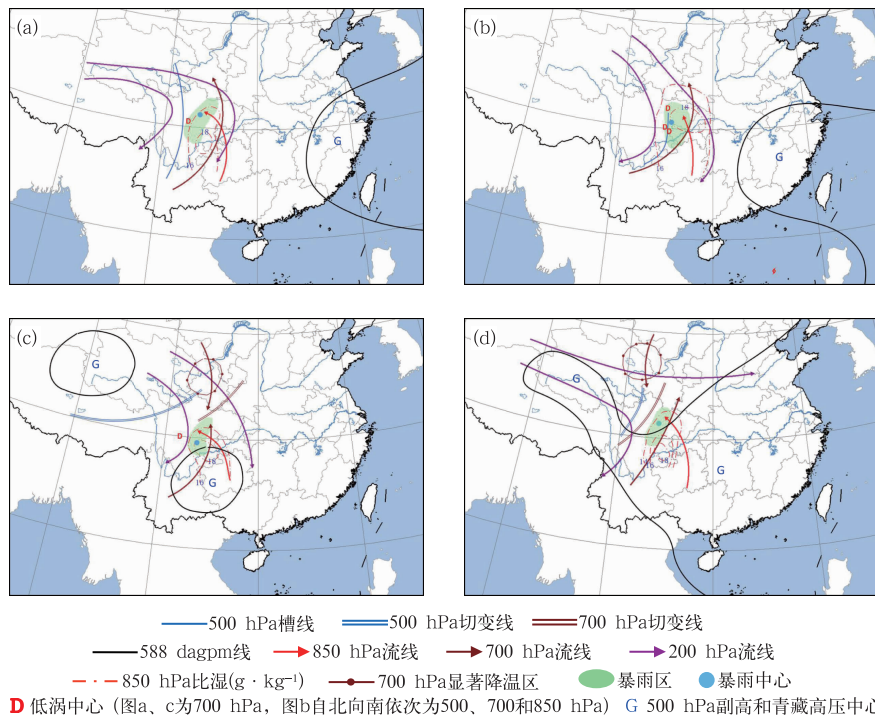 (a)
D
18
16
G
(b)
D
16
D
D
16
G
(c)
G
D
18
16
G
(d)
G
16
18
16
G
500 hPa槽线 500 hPa切变线 700 hPa切变线
588 dagpm线 850 hPa流线 700 hPa流线 200 hPa流线
850 hPa比湿(g · kg⁻¹) 700 hPa显著降温区 暴雨区 暴雨中心
D 低涡中心 (图a、c为700 hPa，图b自北向南依次为500、700和850 hPa) G 500 hPa副高和青藏高压中心